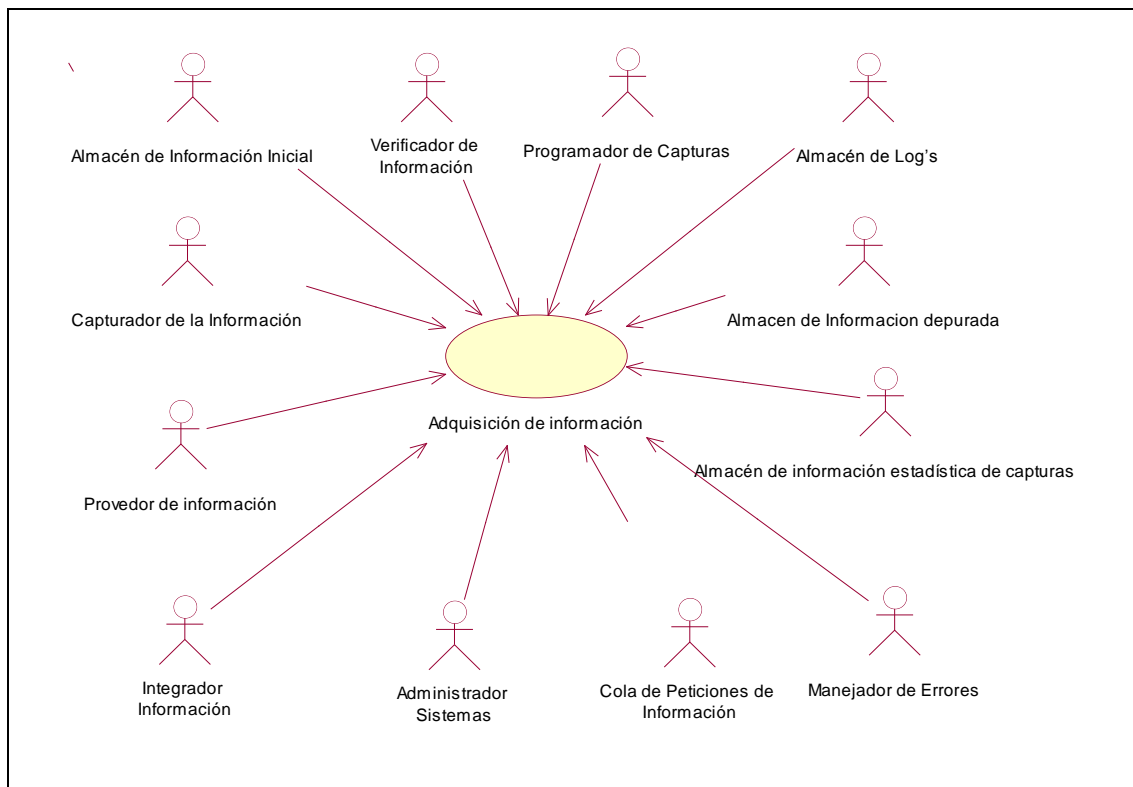 Almacén de Información Inicial
Verificador de
Información
Programador de Capturas
Almacén de Log's
Capturador de la Información
Almacen de Informacion depurada
Adquisición de información
Almacén de información estadística de capturas
Provedor de información
Integrador
Información
Administrador
Sistemas
Cola de Peticiones de
Información
Manejador de Errores